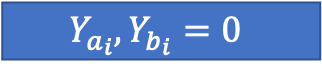 Y_{a_i}, Y_{b_i} = 0